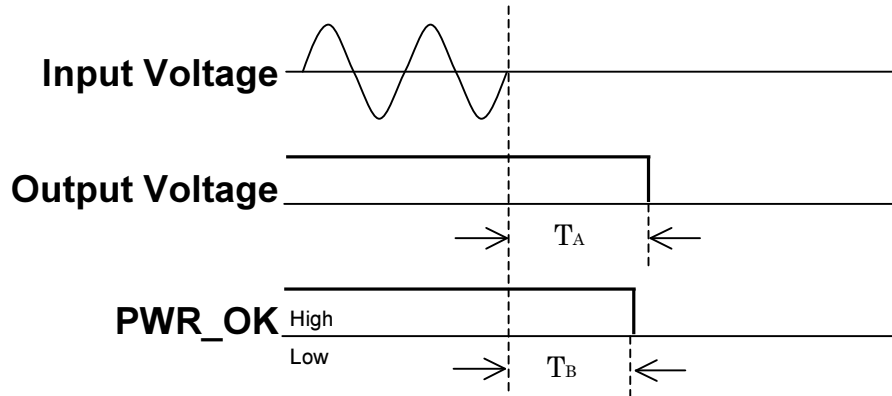 Input Voltage
Output Voltage
TA
PWR_OK
High
Low
TB